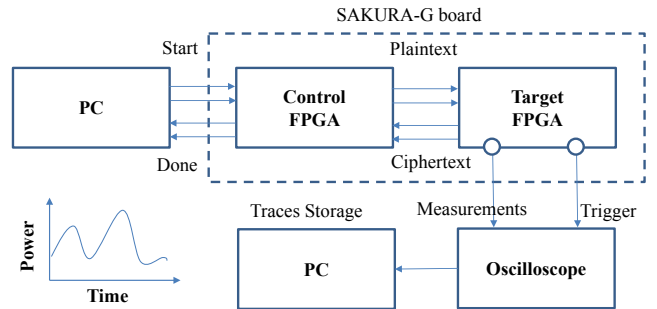 SAKURA-G board
Start
Plaintext
PC
Control
FPGA
Target
FPGA
Done
Ciphertext
Traces Storage
Measurements
Trigger
Power
Time
PC
Oscilloscope